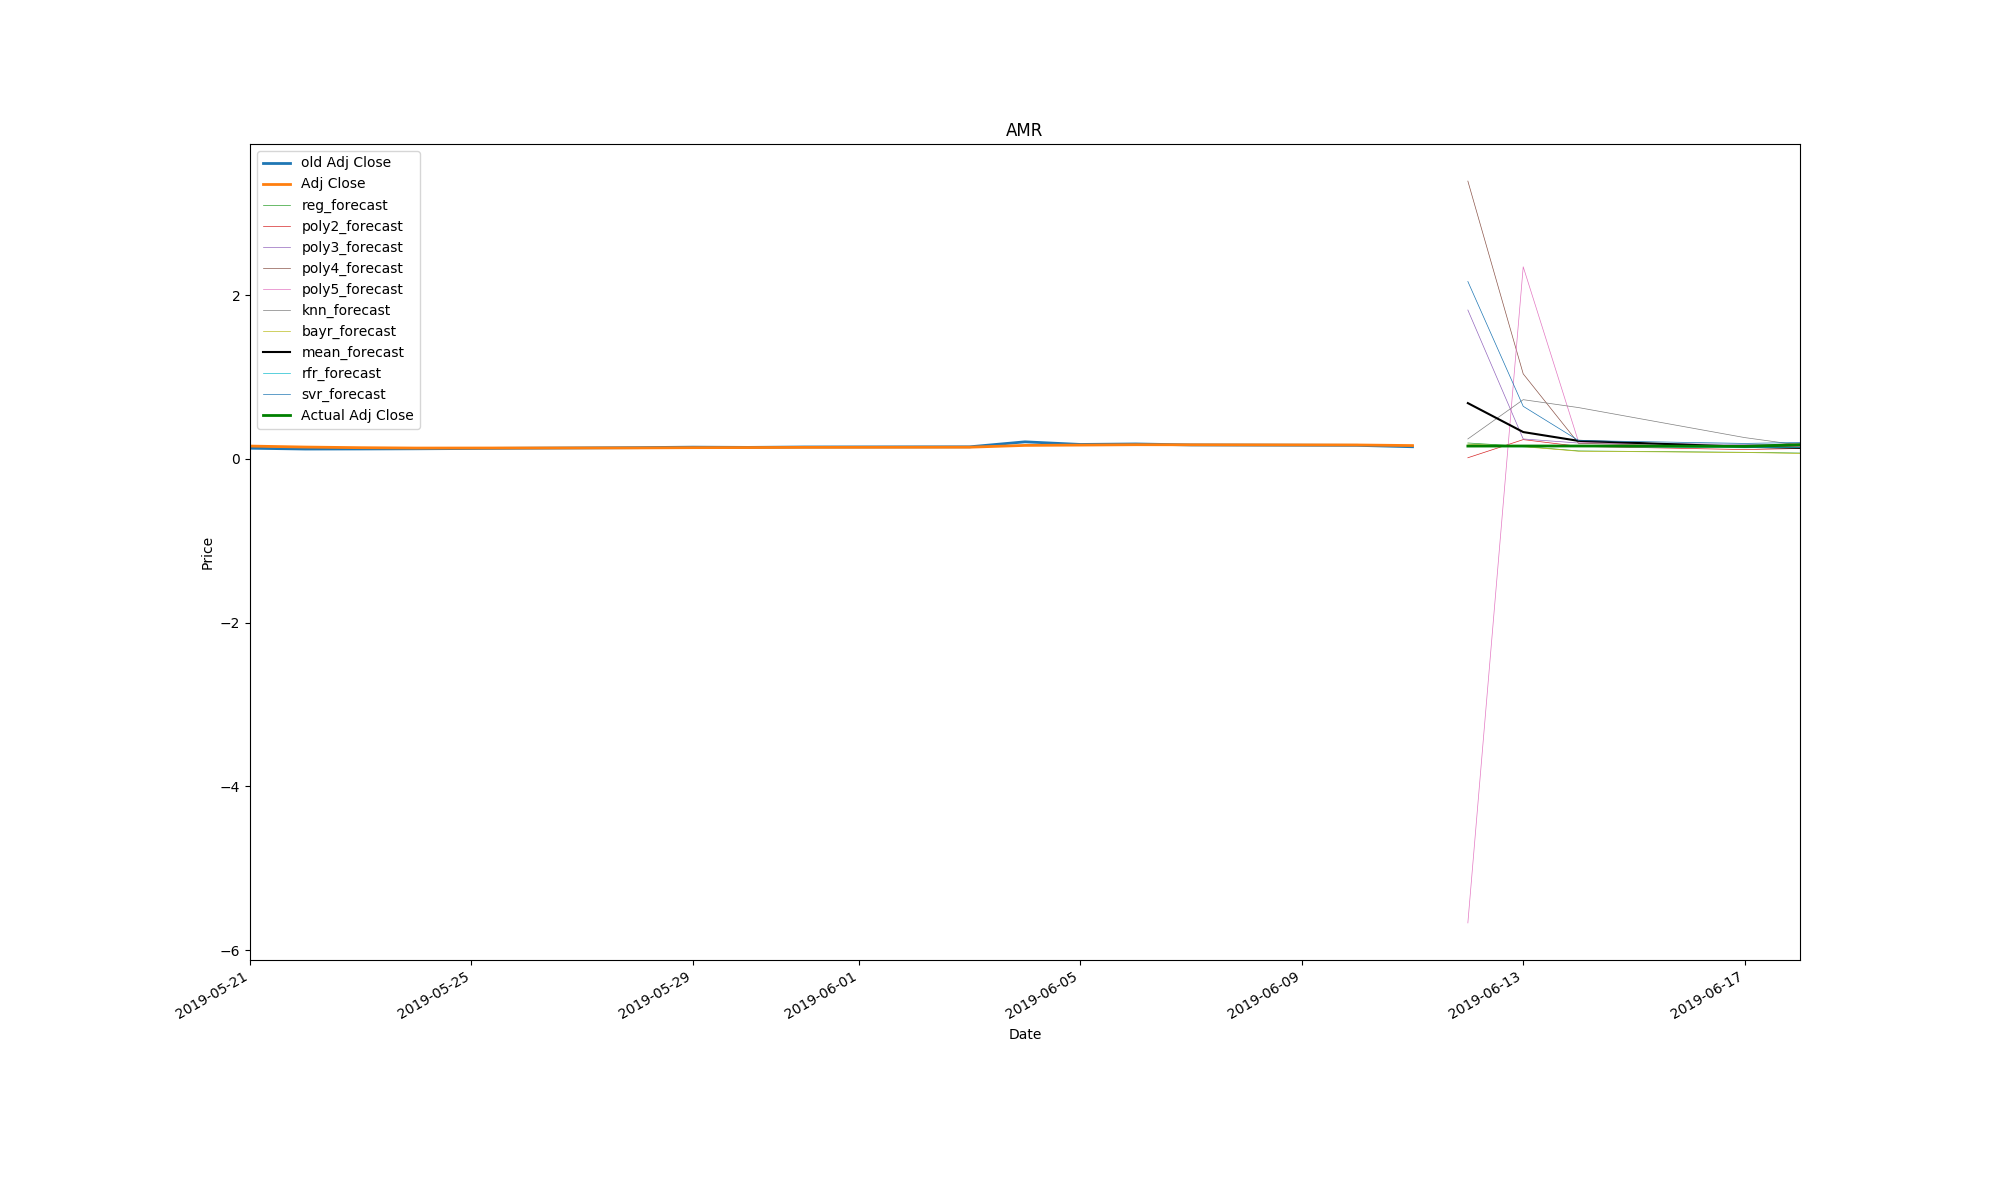 AMR
old Adj Close
Adj Close
reg_forecast
poly2_forecast
poly3_forecast
poly4_forecast
poly5_forecast
knn_forecast
bayr_forecast
mean_forecast
rfr_forecast
svr_forecast
Actual Adj Close
2
0
−2
−4
−6
Price
2019-05-21
2019-05-25
2019-05-29
2019-06-01
2019-06-05
2019-06-09
2019-06-13
2019-06-17
Date